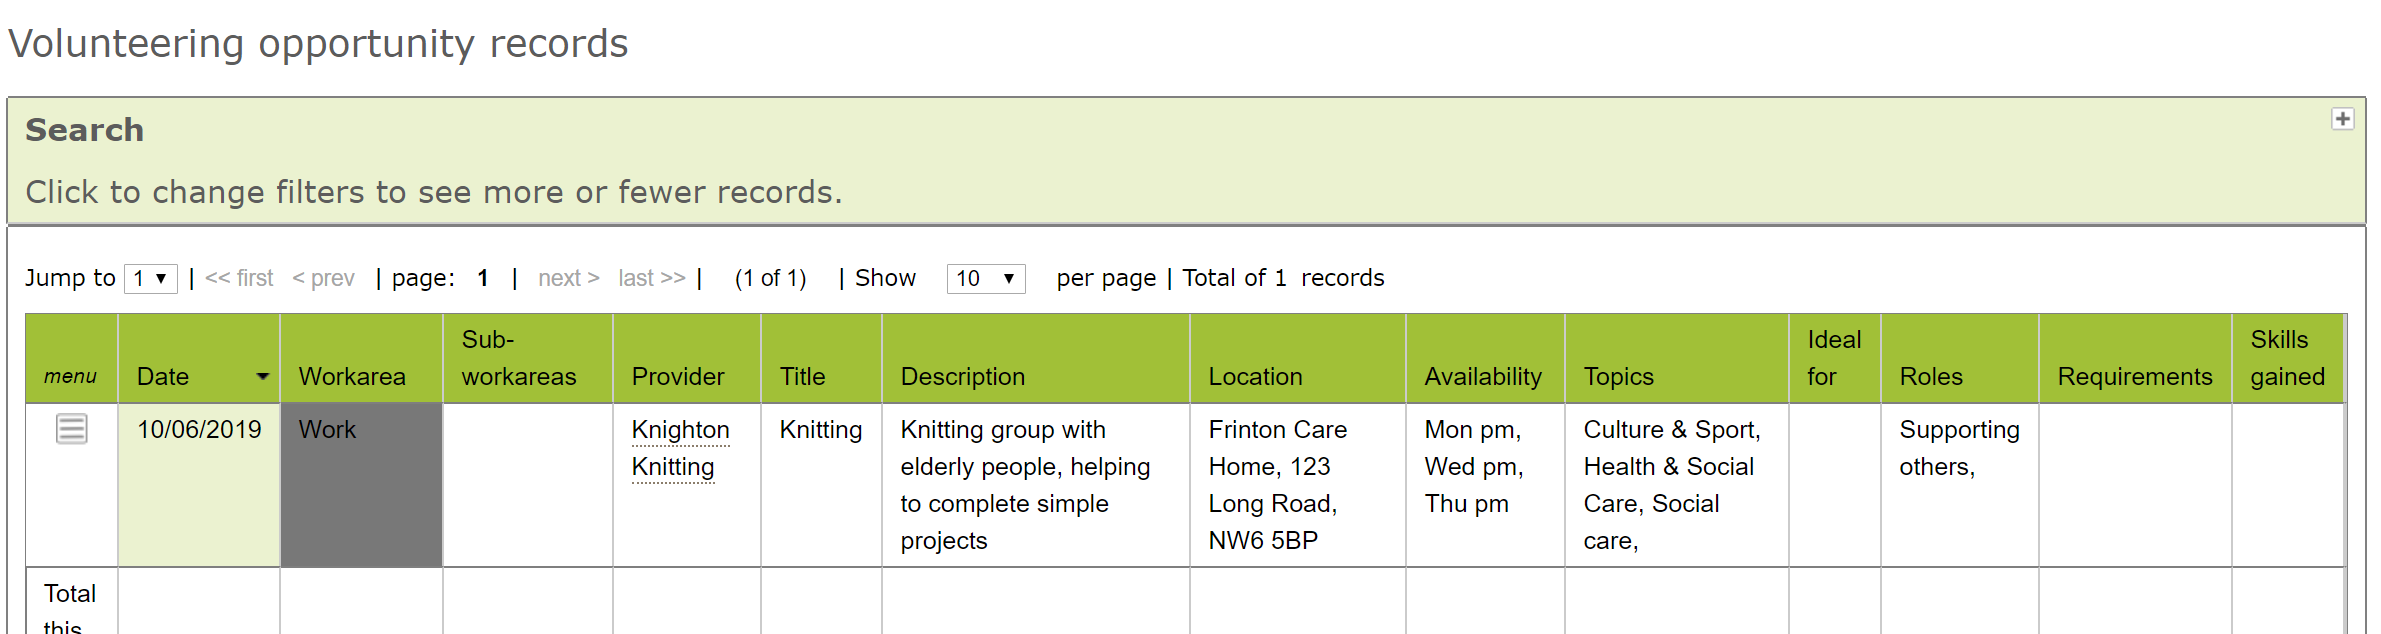 Volunteering opportunity records
Search
Click to change filters to see more or fewer records.
Jump to 1 | << first < prev | page: 1 | next > last >> | (1 of 1) | Show 10 per page | Total of 1 records
menu Date Workarea Sub-workareas Provider Title Description Location Availability Topics Ideal for Roles Requirements Skills gained
10/06/2019 Work Knighton Knitting Knitting Knitting group with elderly people, helping to complete simple projects Frinton Care Home, 123 Long Road, NW6 5BP Mon pm, Wed pm, Thu pm Culture & Sport, Health & Social Care, Social care, Supporting others,
Total this